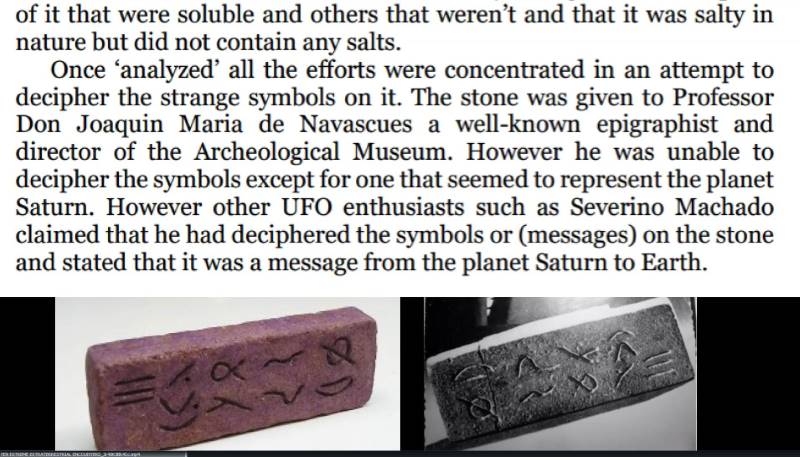 of it that were soluble and others that weren’t and that it was salty in
nature but did not contain any salts.
Once ‘analyzed’ all the efforts were concentrated in an attempt to
decipher the strange symbols on it. The stone was given to Professor
Don Joaquin Maria de Navascues a well-known epigraphist and
director of the Archeological Museum. However he was unable to
decipher the symbols except for one that seemed to represent the planet
Saturn. However other UFO enthusiasts such as Severino Machado
claimed that he had deciphered the symbols or (messages) on the stone
and stated that it was a message from the planet Saturn to Earth.